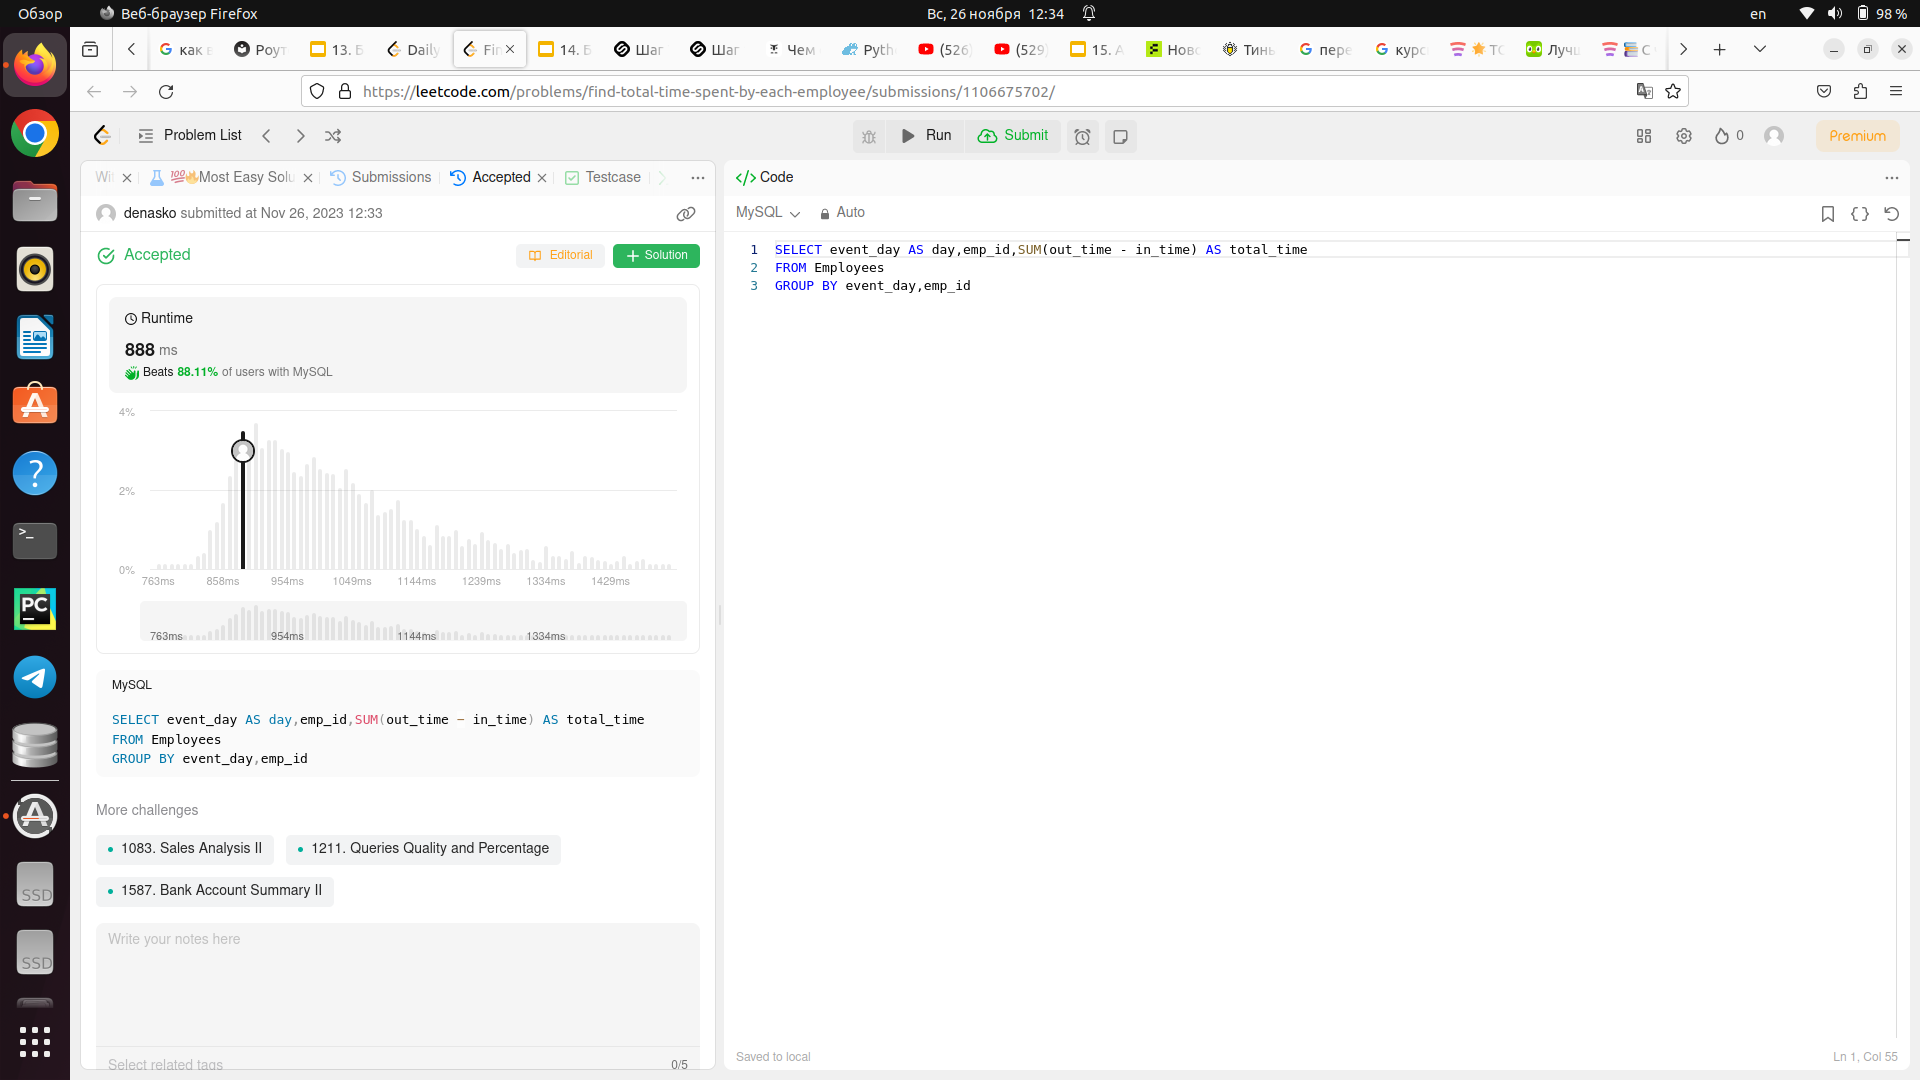 Обзор
Веб-браузер Firefox
Вс, 26 ноября 12:34
en
98 %
как в
Роут
13. Б
Daily
Fin
14. Б
Шаг
Шаг
Чем
Pyth
(526)
(529)
15. А
Нов
Тинь
пере
курс
ТО
Лучш
С
https://leetcode.com/problems/find-total-time-spent-by-each-employee/submissions/1106675702/
Problem List
Run
Submit
0
Premium
Wi
💯🔥Most Easy Solu
Submissions
Accepted
Testcase
denasko submitted at Nov 26, 2023 12:33
Accepted
Editorial
Solution
Runtime
888 ms
Beats 88.11% of users with MySQL
4%
2%
0%
763ms
858ms
954ms
1049ms
1144ms
1239ms
1334ms
1429ms
763ms
954ms
1144ms
1334ms
MySQL
SELECT event_day AS day,emp_id,SUM(out_time - in_time) AS total_time
FROM Employees
GROUP BY event_day,emp_id
More challenges
1083. Sales Analysis II
1211. Queries Quality and Percentage
1587. Bank Account Summary II
Write your notes here
Select related tags
0/5
</> Code
MySQL
Auto
1 SELECT event_day AS day,emp_id,SUM(out_time - in_time) AS total_time
2 FROM Employees
3 GROUP BY event_day,emp_id
Saved to local
Ln 1, Col 55
>_
PC
SSD
SSD